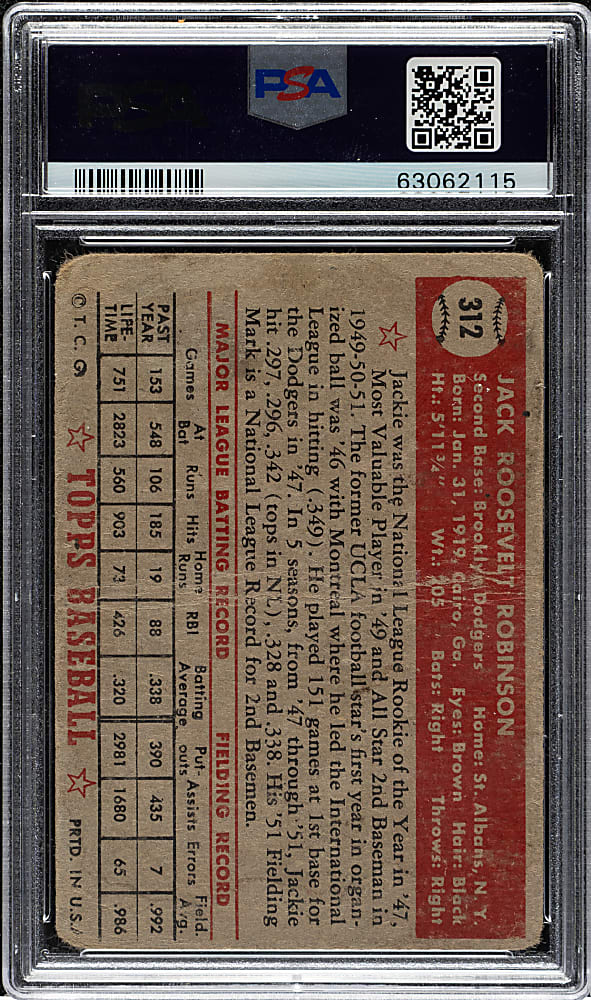 PSA
63062115
312
JACK ROOSEVELT ROBINSON
Second Base: Brooklyn Dodgers Home: St. Albans, N. Y.
Born: Jan. 31, 1919, Cairo, Ga. Eyes: Brown Hair: Black
Ht.: 5'11¾" Wt.: 205 Bats: Right Throws: Right
Jackie was the National League Rookie of the Year in '47,
Most Valuable Player in '49 and All Star 2nd Baseman in
1949-50-51. The former UCLA football star's first year in organ-
ized ball was '46 with Montreal where he led the International
League in hitting (.349). He played 151 games at 1st base for
the Dodgers in '47. In 5 seasons, from '47 through '51, Jackie
hit .297, .296, .342 (tops in N.L.), .328 and .338. His '51 Fielding
Mark is a National League Record for 2nd Basemen.
MAJOR LEAGUE BATTING RECORD FIELDING RECORD
Games At Bat Runs Hits Home Runs RBI Batting Average Put-outs Assists Errors Field. Avg.
PAST YEAR 153 548 106 185 19 88 .338 390 435 7 .992
LIFE-TIME 751 2823 560 903 73 426 .320 2981 1680 65 .986
© T. C. G. TOPPS BASEBALL PRTD. IN U.S.A